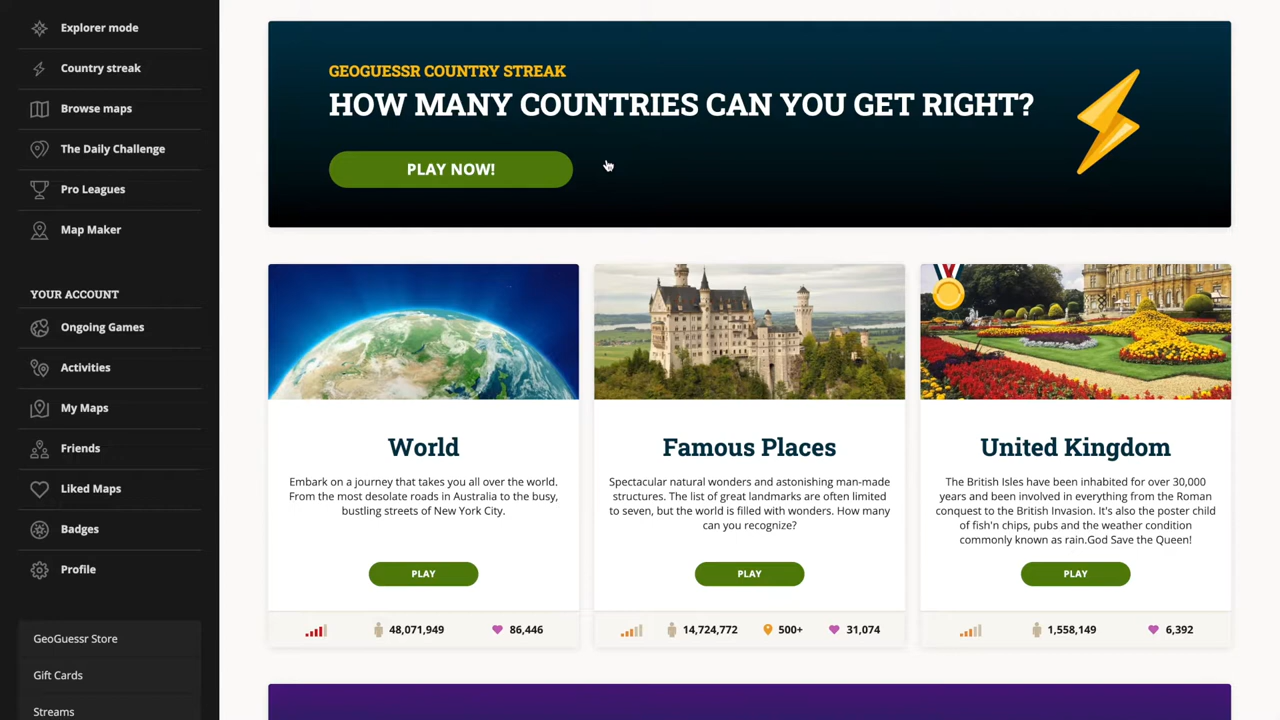 Explorer mode
Country streak
Browse maps
The Daily Challenge
Pro Leagues
Map Maker
YOUR ACCOUNT
Ongoing Games
Activities
My Maps
Friends
Liked Maps
Badges
Profile
GeoGuessr Store
Gift Cards
Streams
GEOGUESSR COUNTRY STREAK
HOW MANY COUNTRIES CAN YOU GET RIGHT?
PLAY NOW!
World
Embark on a journey that takes you all over the world.
From the most desolate roads in Australia to the busy,
bustling streets of New York City.
PLAY
48,071,949
86,446
Famous Places
Spectacular natural wonders and astonishing man-made
structures. The list of great landmarks are often limited
to seven, but the world is filled with wonders. How many
can you recognize?
PLAY
14,724,772
500+
31,074
United Kingdom
The British Isles have been inhabited for over 30,000
years and been involved in everything from the Roman
conquest to the British Invasion. It's also the poster child
of fish'n chips, pubs and the weather condition
commonly known as rain.God Save the Queen!
PLAY
1,558,149
6,392